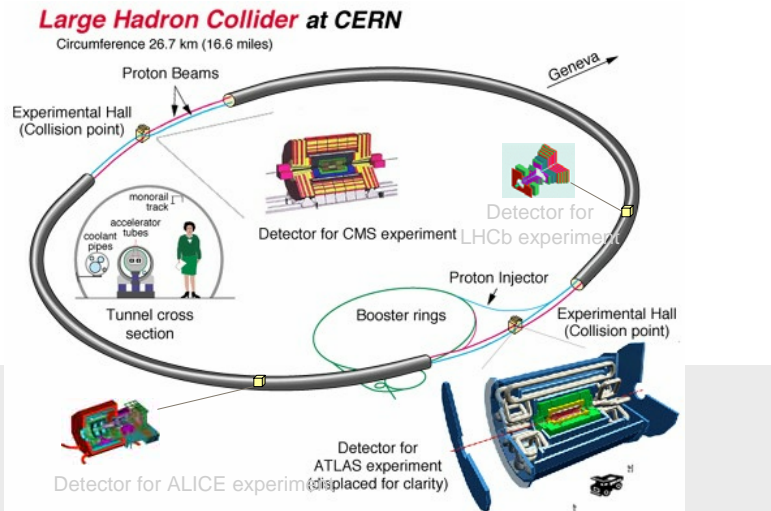 Large Hadron Collider at CERN
Circumference 26.7 km (16.6 miles)
Proton Beams
Geneva
Experimental Hall
(Collision point)
monorail
track
accelerator
tubes
coolant
pipes
Tunnel cross
section
Detector for CMS experiment
Detector for
LHCb experiment
Proton Injector
Booster rings
Experimental Hall
(Collision point)
Detector for
ATLAS experiment
(displaced for clarity)
Detector for ALICE experiment